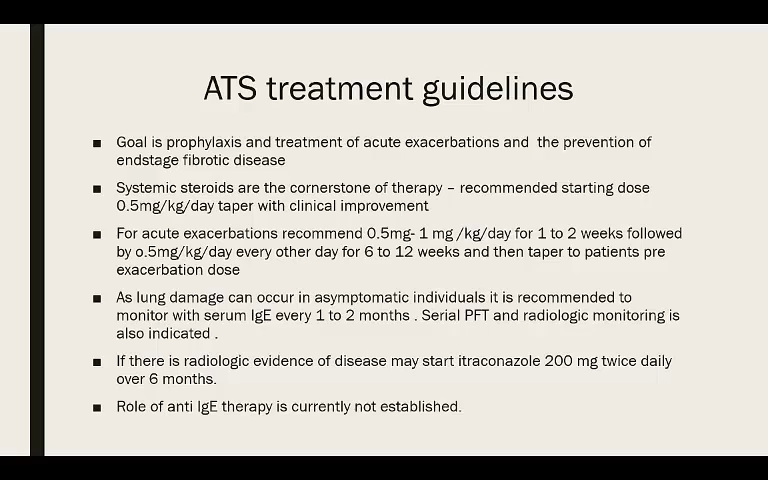 ATS treatment guidelines
■ Goal is prophylaxis and treatment of acute exacerbations and the prevention of
endstage fibrotic disease
■ Systemic steroids are the cornerstone of therapy – recommended starting dose
0.5mg/kg/day taper with clinical improvement
■ For acute exacerbations recommend 0.5mg- 1 mg /kg/day for 1 to 2 weeks followed
by o.5mg/kg/day every other day for 6 to 12 weeks and then taper to patients pre
exacerbation dose
■ As lung damage can occur in asymptomatic individuals it is recommended to
monitor with serum IgE every 1 to 2 months . Serial PFT and radiologic monitoring is
also indicated .
■ If there is radiologic evidence of disease may start itraconazole 200 mg twice daily
over 6 months.
■ Role of anti IgE therapy is currently not established.